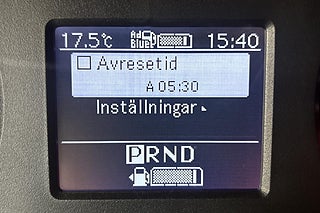 17.5°C AdBlue 15:40
Avresetid
A 05:30
Inställningar
PRND